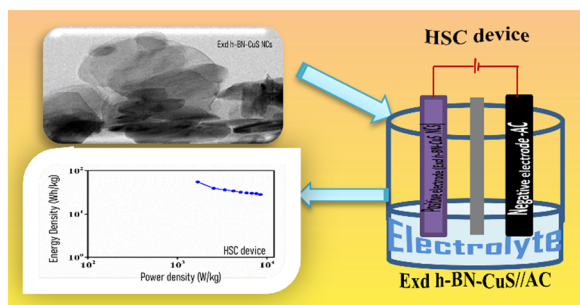 Exd h-BN-CuS NCs
HSC device
Positive electrode (Exd h-BN-CuS NCs)
Negative electrode-AC
Electrolyte
Exd h-BN-CuS//AC
Energy Density (Wh/kg)
10²
10¹
10⁰
HSC device
10²
10³
10⁴
Power density (W/kg)